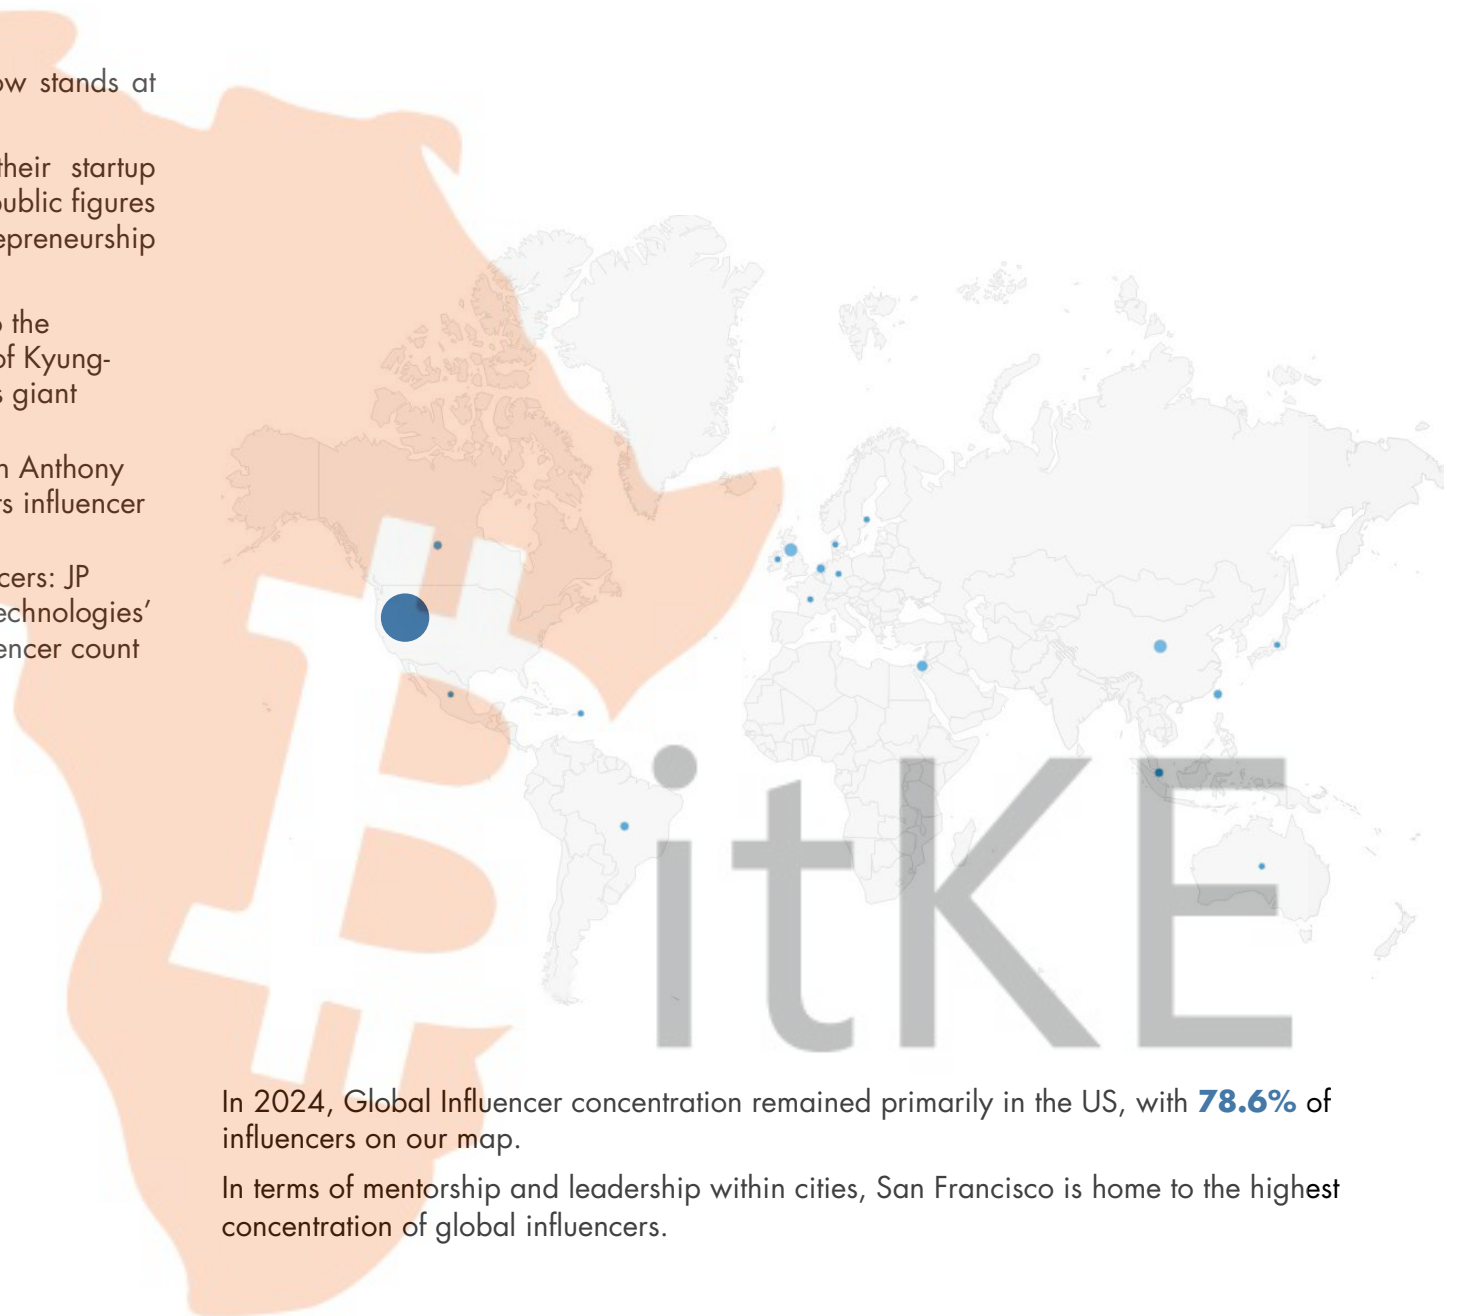 ow stands at
their startup
public figures
epreneurship
o the
of Kyung-
s giant
n Anthony
rs influencer
cers: JP
echnologies'
encer count
BitKE
In 2024, Global Influencer concentration remained primarily in the US, with 78.6% of
influencers on our map.
In terms of mentorship and leadership within cities, San Francisco is home to the highest
concentration of global influencers.